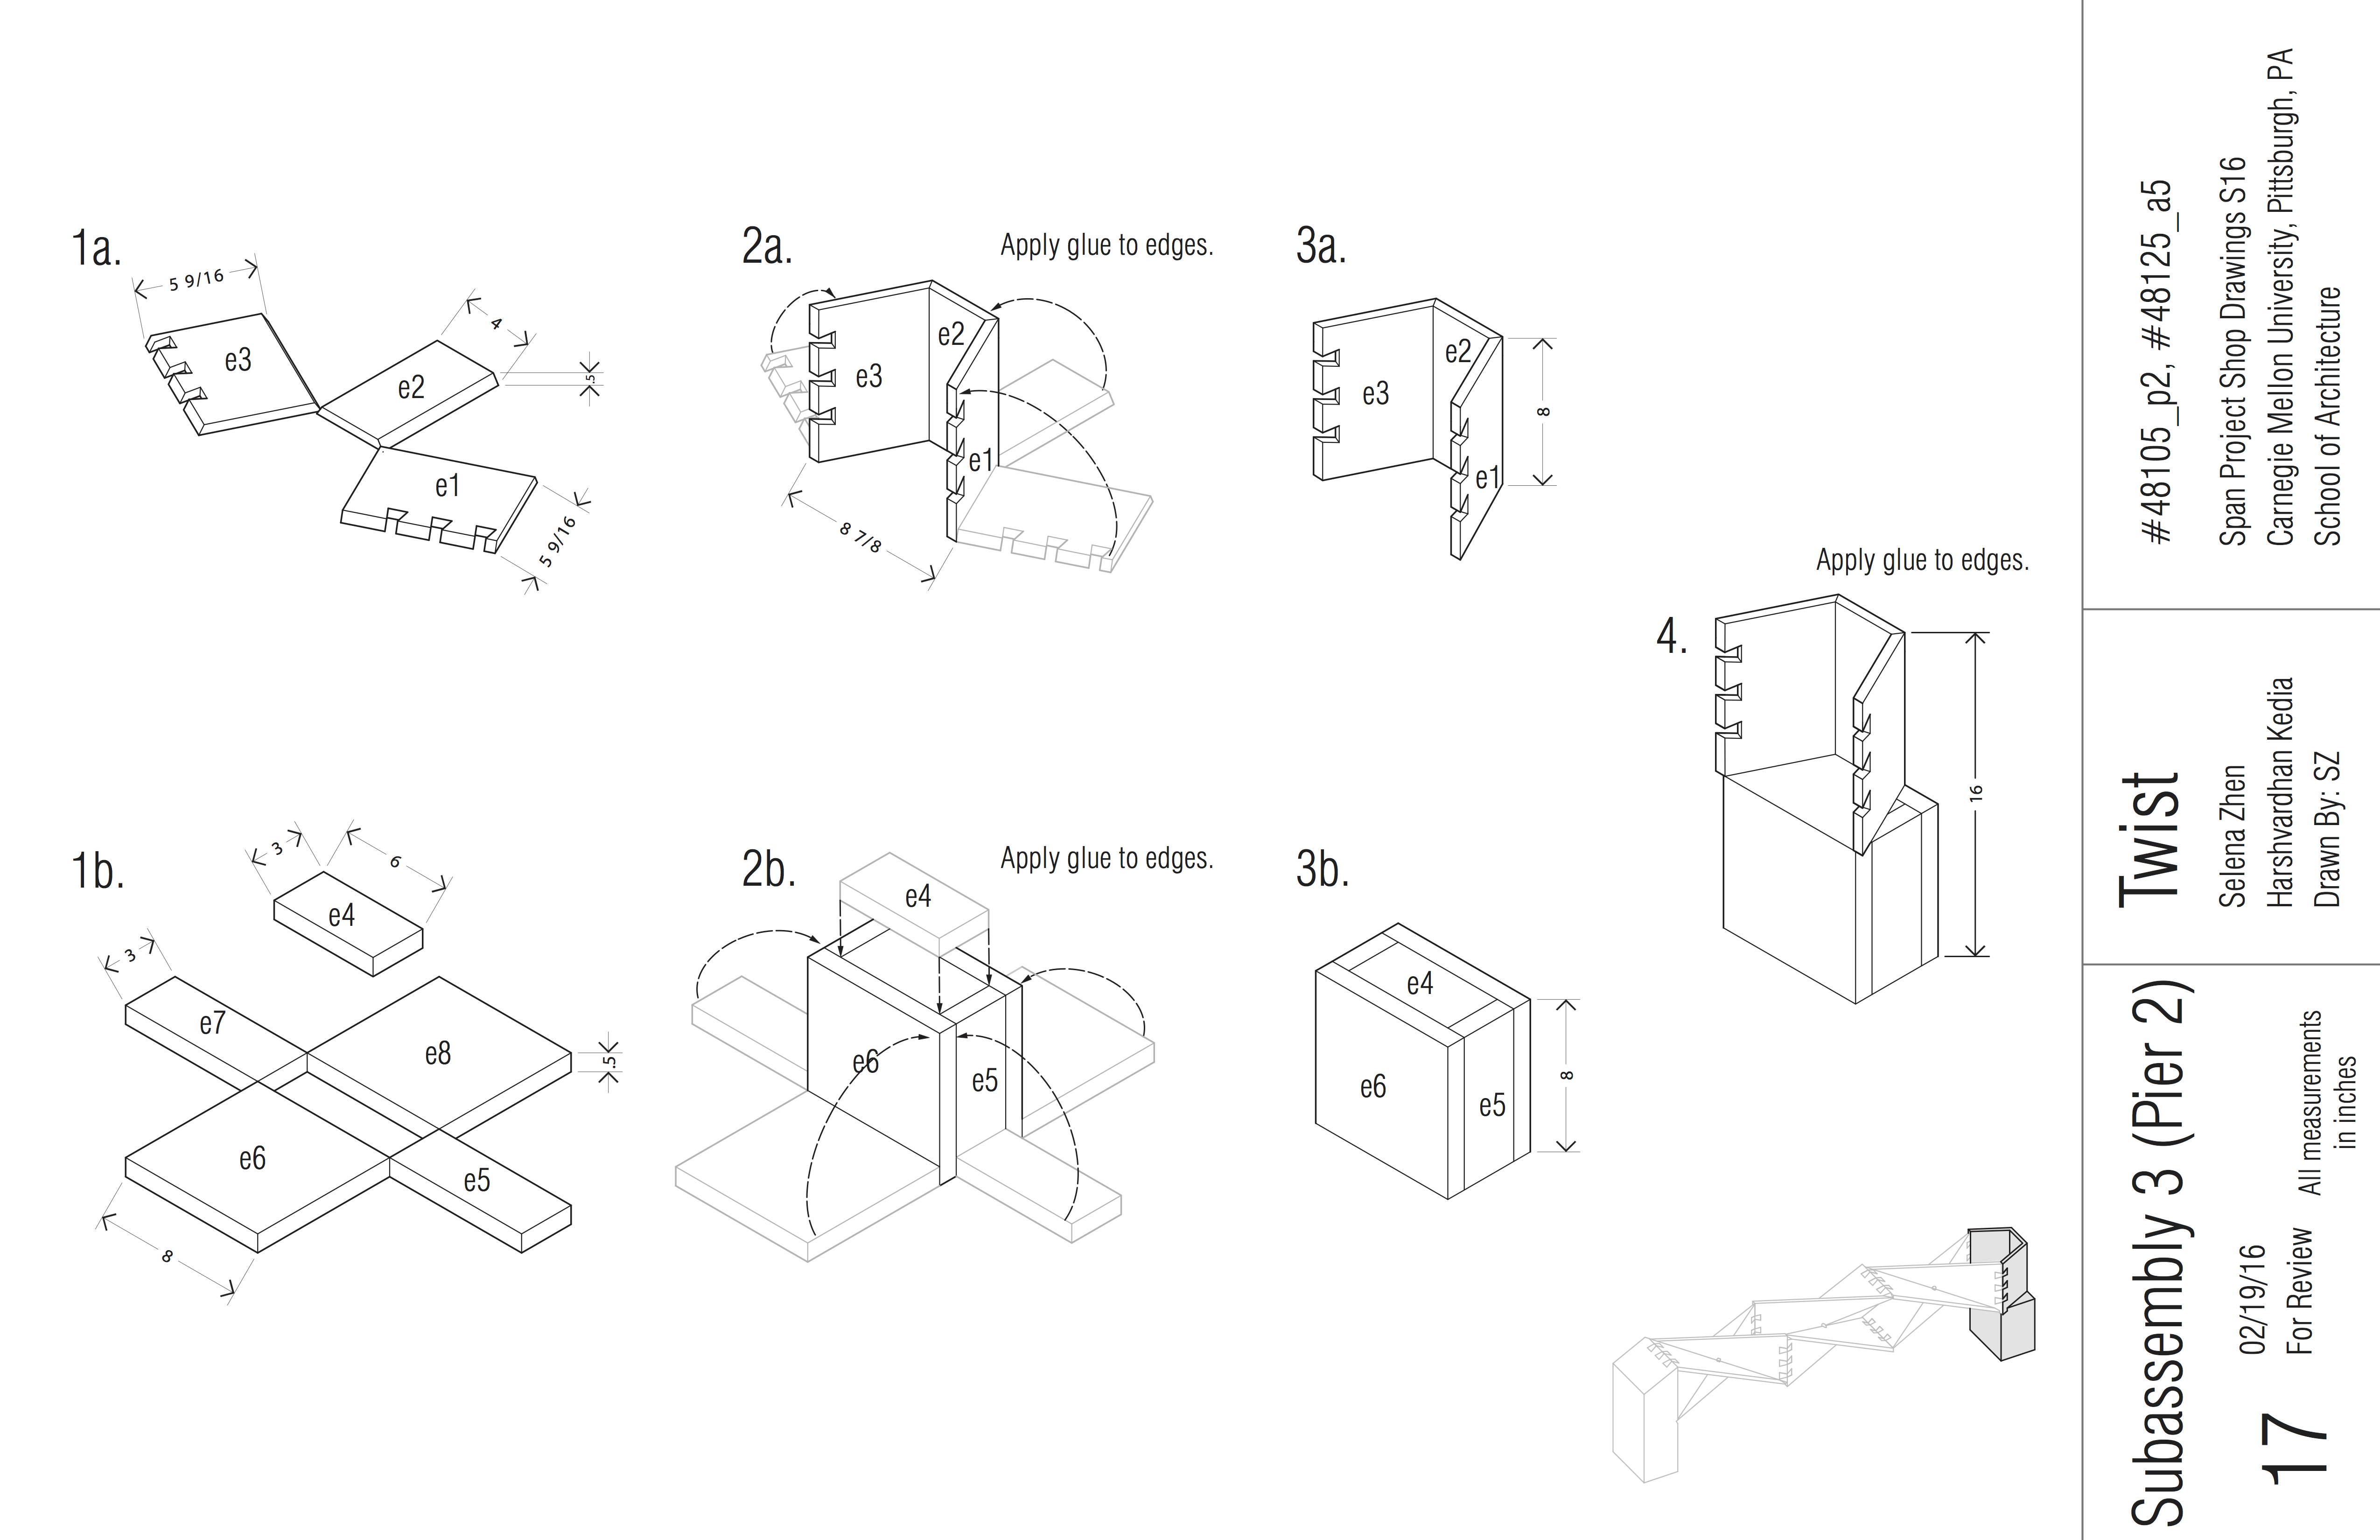 1a.
5 9/16
e3
4
e2
.5
e1
5 9/16
2a.
Apply glue to edges.
e2
e3
e1
8 7/8
3a.
e2
e3
8
e1
1b.
3
6
e4
3
e7
e8
.5
e6
e5
8
2b.
Apply glue to edges.
e4
e6
e5
3b.
e4
e6
e5
8
4.
Apply glue to edges.
16
#48105_p2, #48125_a5
Span Project Shop Drawings S16
Carnegie Mellon University, Pittsburgh, PA
School of Architecture
Twist
Selena Zhen
Harshvardhan Kedia
Drawn By: SZ
Subassembly 3 (Pier 2)
02/19/16
For Review
All measurements
in inches
17